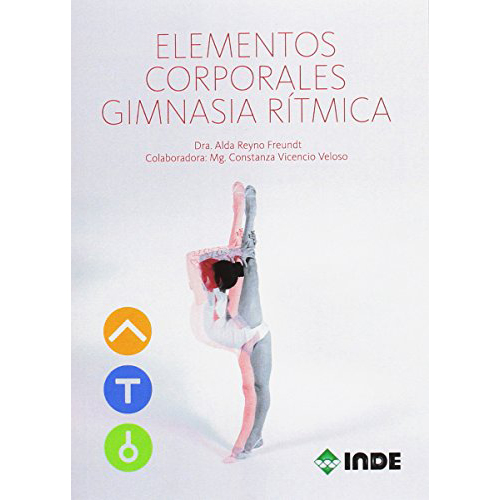 ELEMENTOS
CORPORALES
GIMNASIA RÍTMICA
Dra. Alda Reyno Freundt
Colaboradora: Mg. Constanza Vicencio Veloso
T
INDE